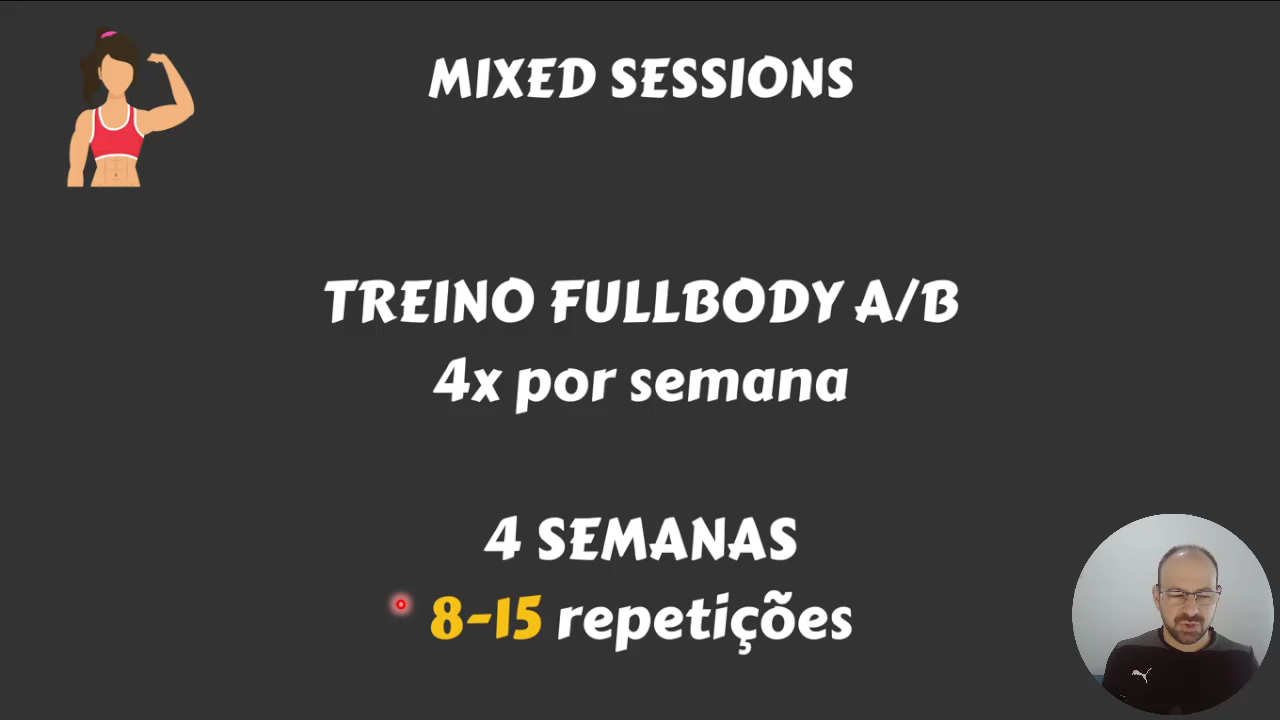 MIXED SESSIONS
TREINO FULLBODY A/B
4x por semana
4 SEMANAS
8-15 repetições